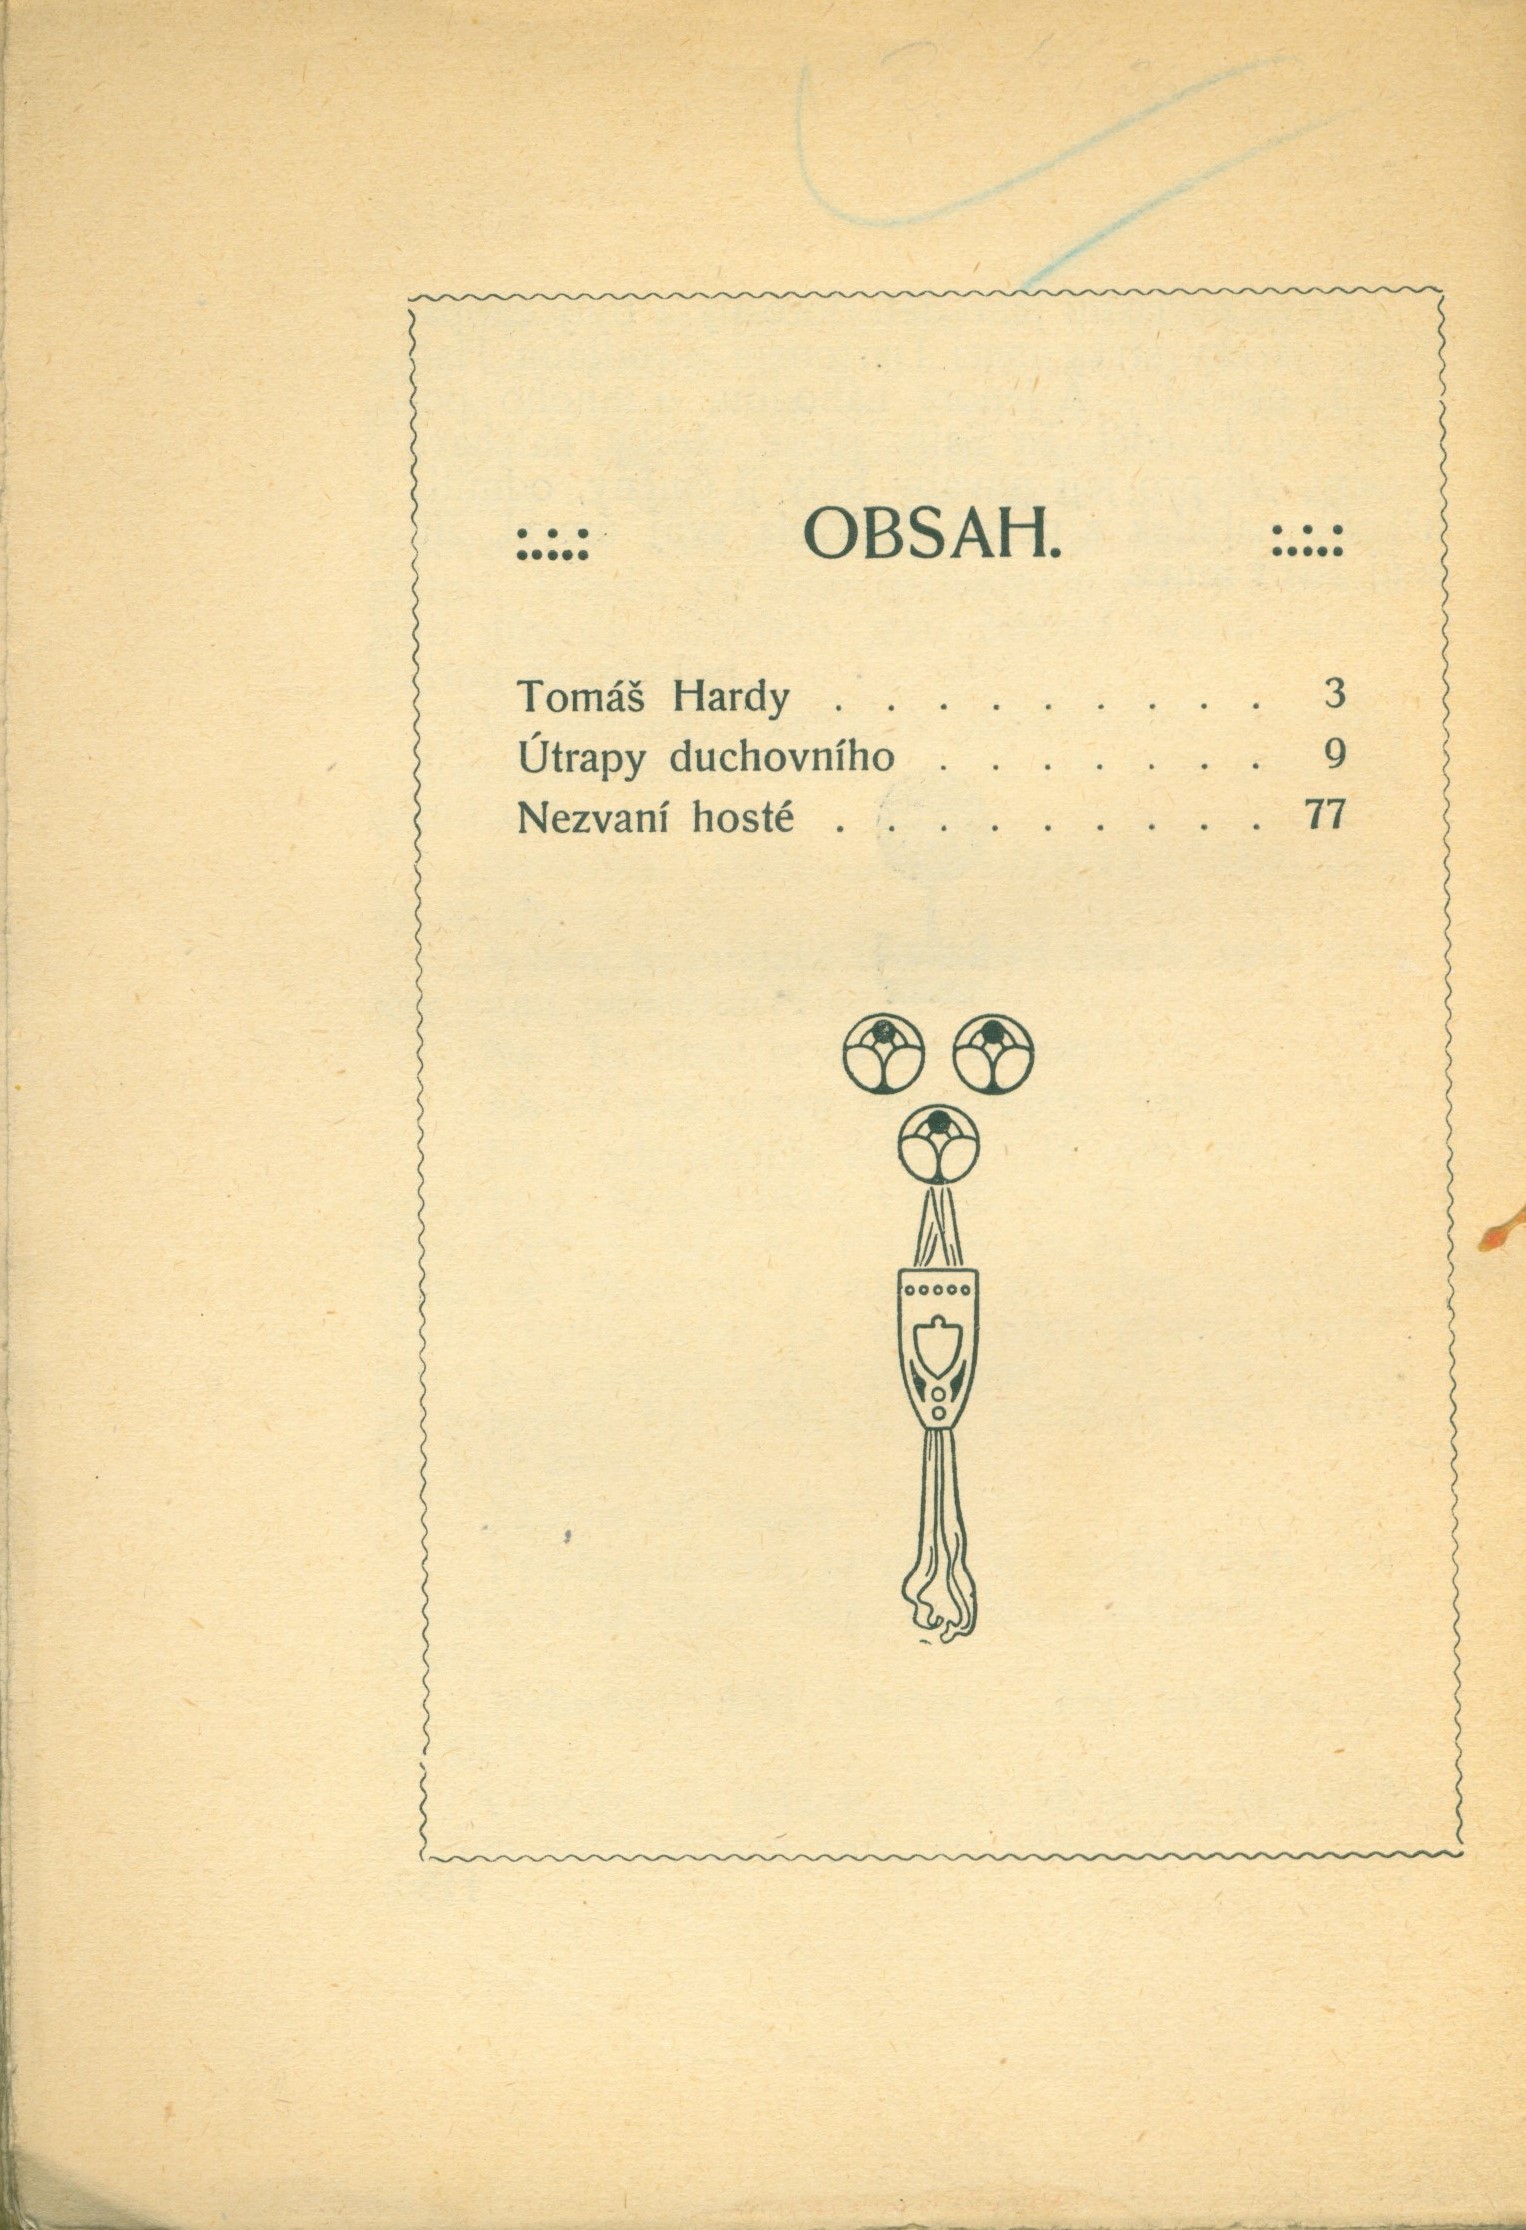 OBSAH.
Tomáš Hardy . . . . . . . . . 3
Útrapy duchovního . . . . . . . 9
Nezvaní hosté . . . . . . . . . 77